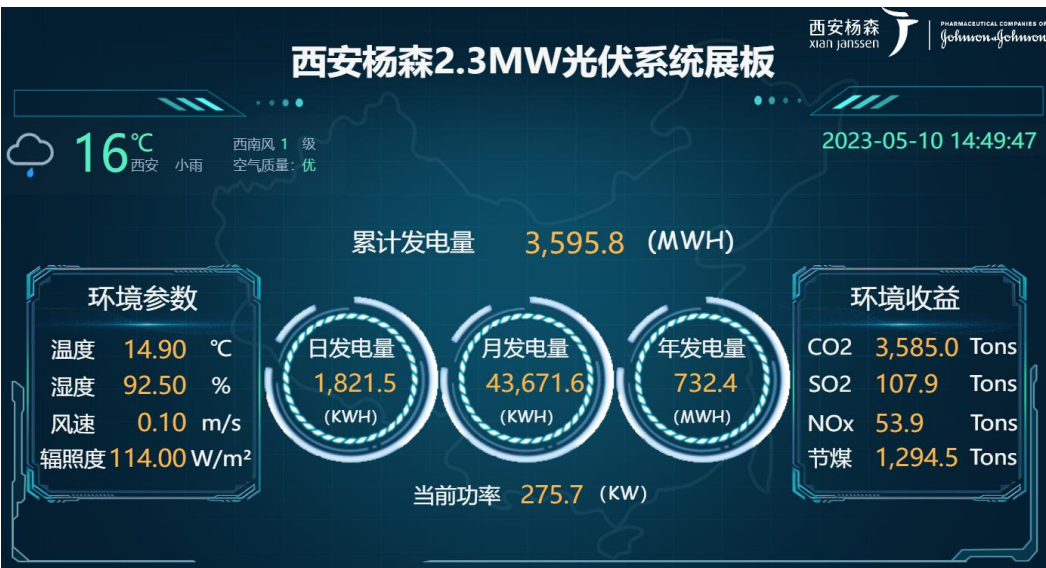 西安杨森
xian janssen
PHARMACEUTICAL COMPANIES OF
Johnson & Johnson
西安杨森2.3MW光伏系统展板
16℃
西安 小雨
西南风 1 级
空气质量: 优
2023-05-10 14:49:47
累计发电量 3,595.8 (MWH)
环境参数
温度 14.90 ℃
湿度 92.50 %
风速 0.10 m/s
辐照度 114.00 W/m²
日发电量
1,821.5
(KWH)
月发电量
43,671.6
(KWH)
年发电量
732.4
(MWH)
环境收益
CO2 3,585.0 Tons
SO2 107.9 Tons
NOx 53.9 Tons
节煤 1,294.5 Tons
当前功率 275.7 (KW)